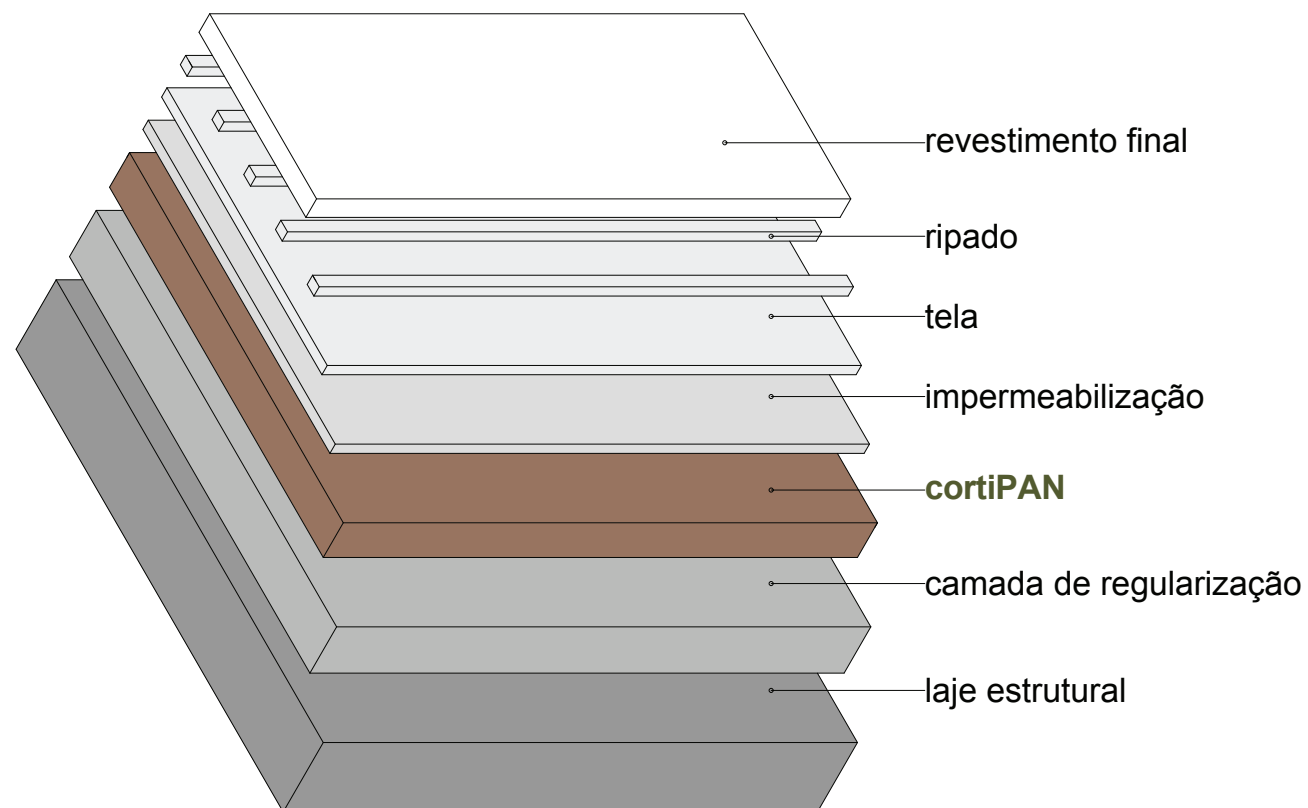 revestimento final
ripado
tela
impermeabilização
cortiPAN
camada de regularização
laje estrutural